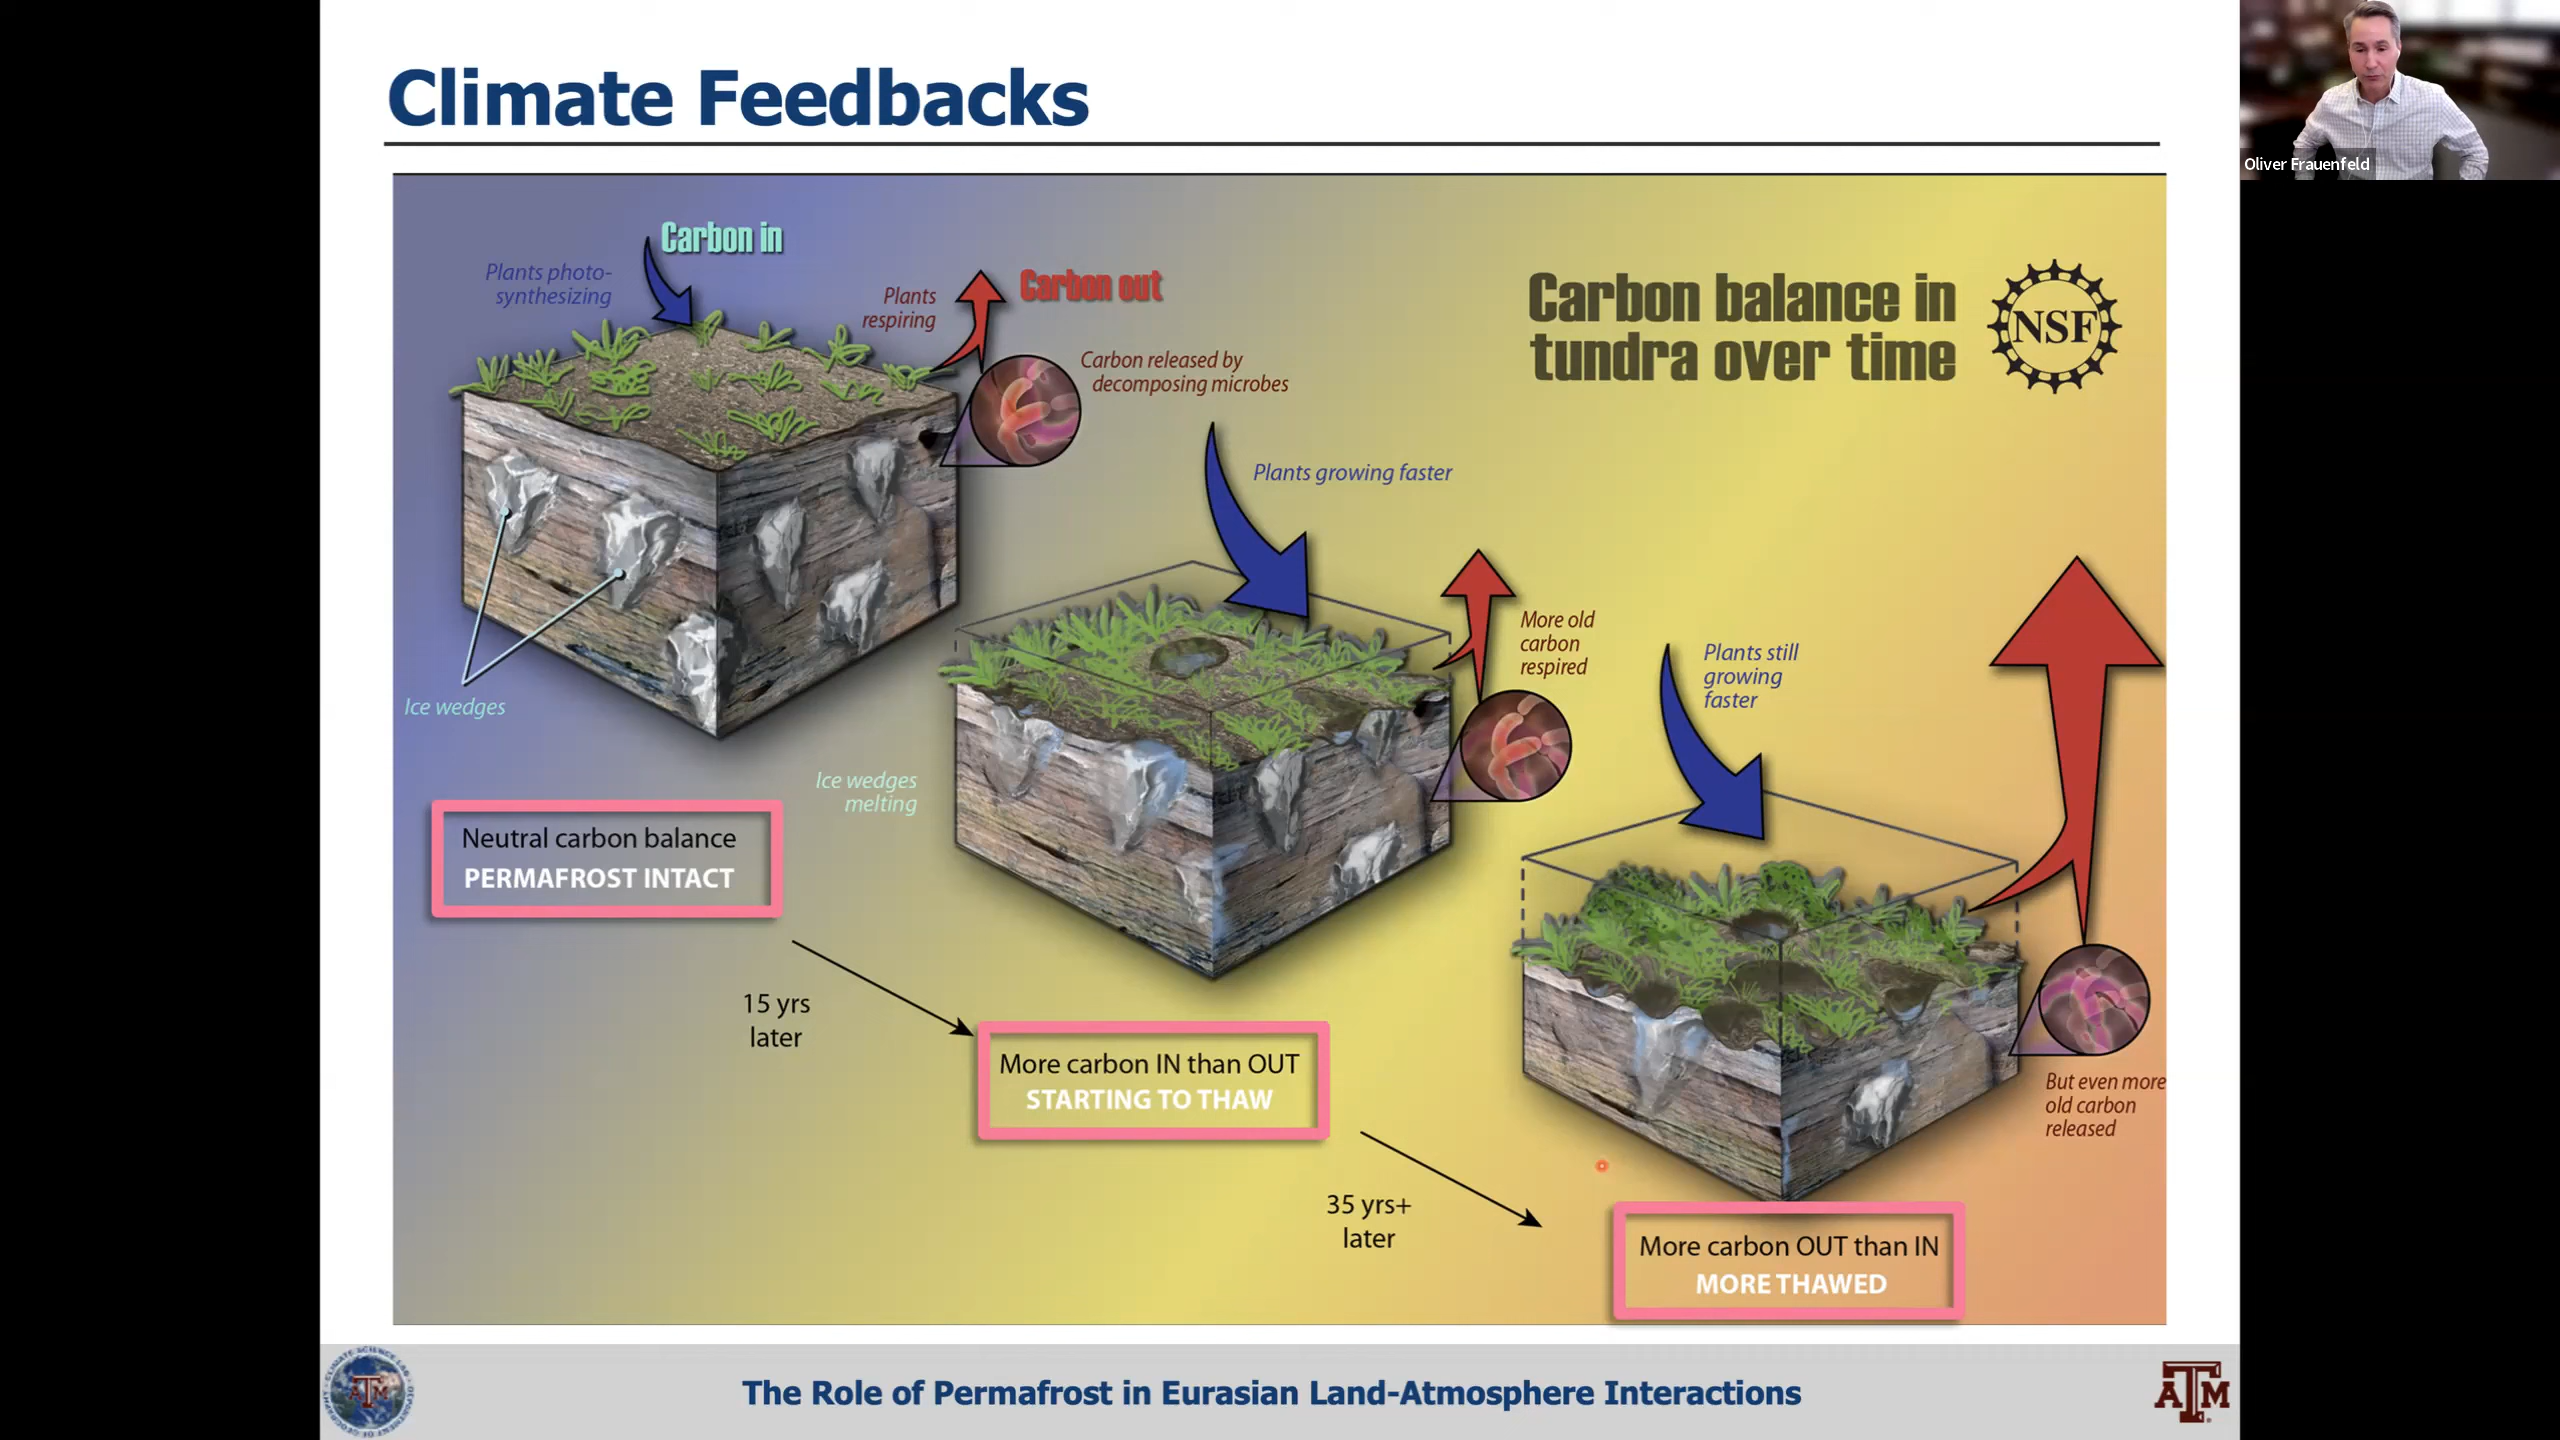 Climate Feedbacks
Oliver Frauenfeld
Carbon in
Plants photo-
synthesizing
Plants
respiring
Carbon out
Carbon released by
decomposing microbes
Carbon balance in
tundra over time
NSF
Ice wedges
Plants growing faster
Ice wedges
melting
More old
carbon
respired
Plants still
growing
faster
But even more
old carbon
released
Neutral carbon balance
PERMAFROST INTACT
15 yrs
later
More carbon IN than OUT
STARTING TO THAW
35 yrs+
later
More carbon OUT than IN
MORE THAWED
The Role of Permafrost in Eurasian Land-Atmosphere Interactions
ATM
ATM